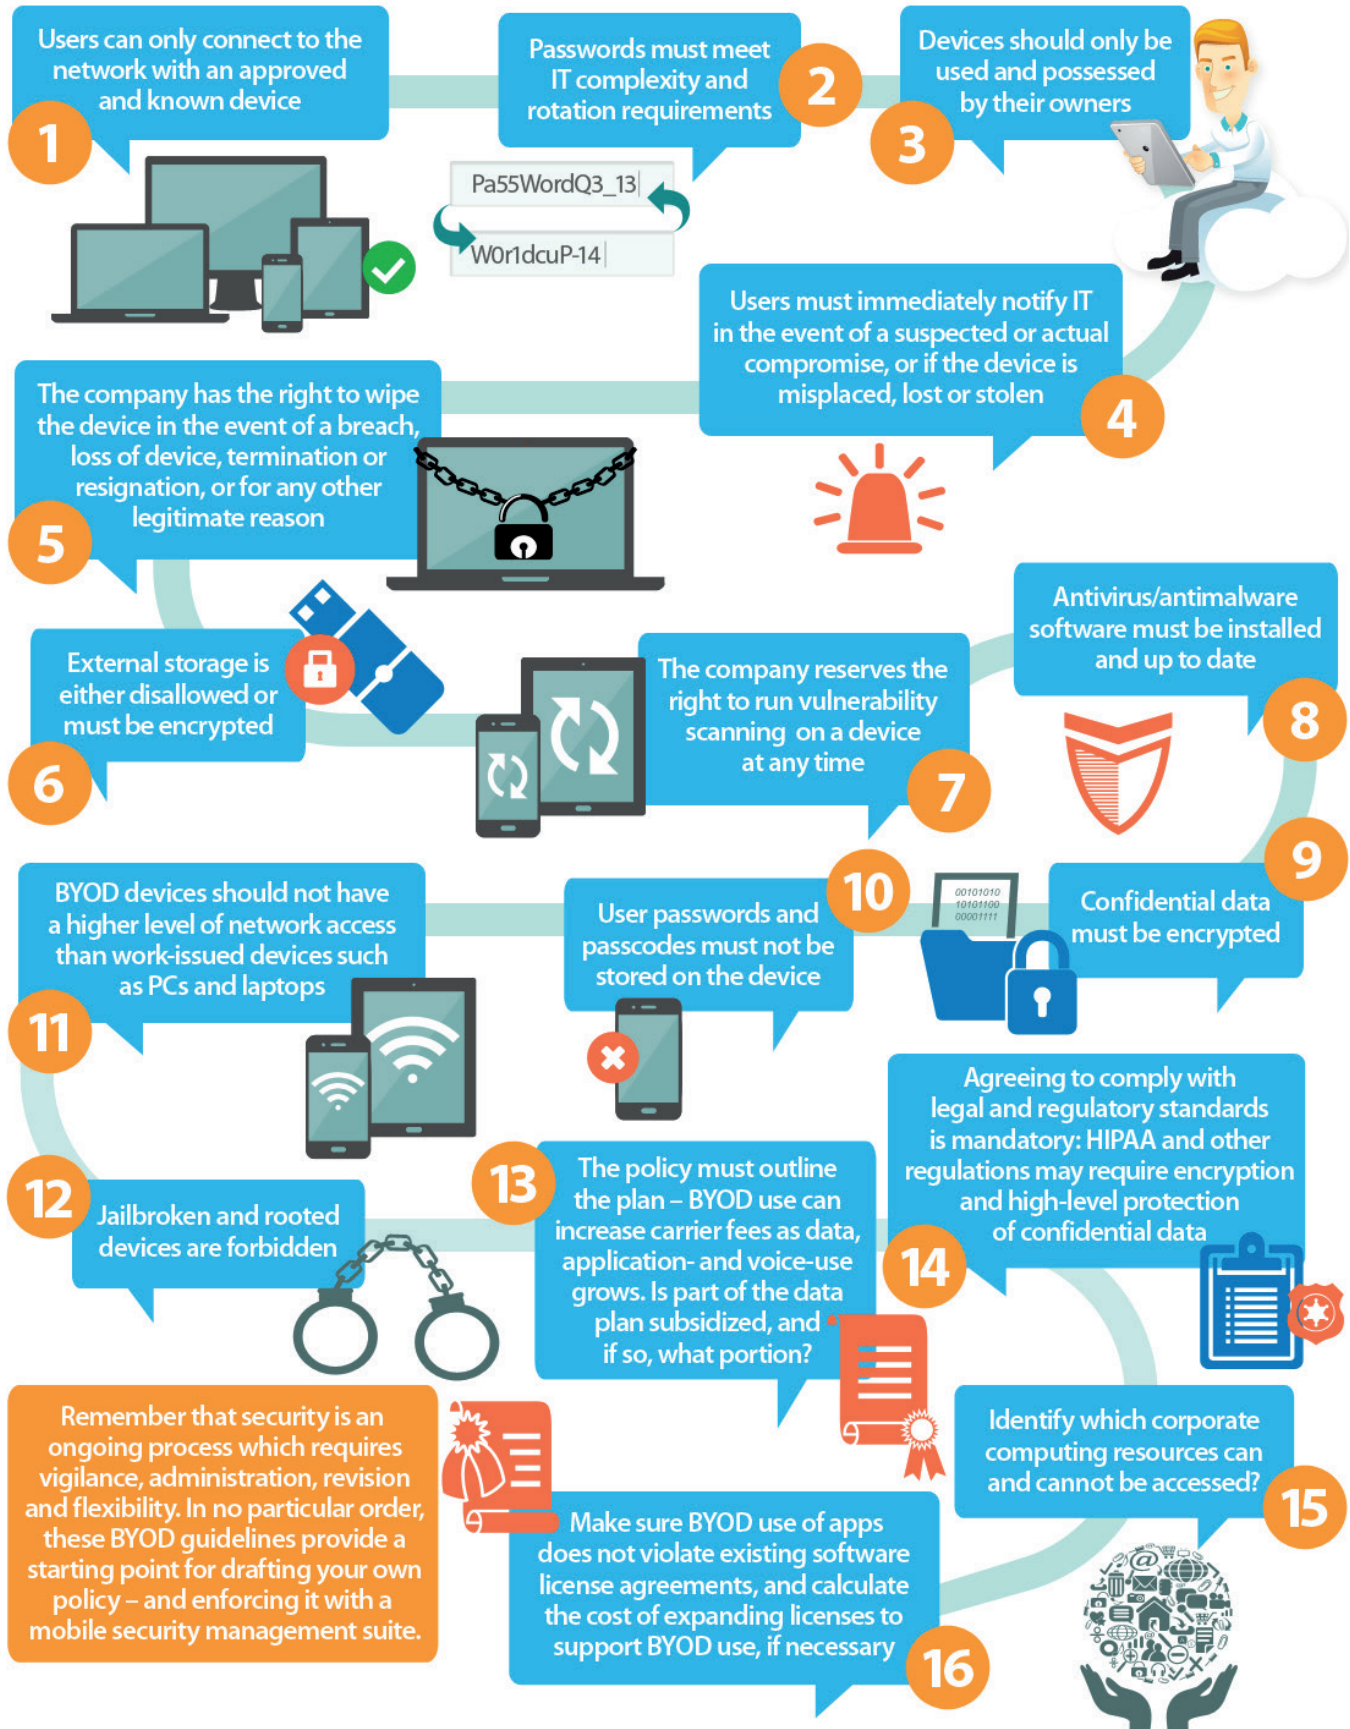 1
Users can only connect to the
network with an approved
and known device
2
Passwords must meet
IT complexity and
rotation requirements
Pa55WordQ3_13
W0r1dcuP-14
3
Devices should only be
used and possessed
by their owners
4
Users must immediately notify IT
in the event of a suspected or actual
compromise, or if the device is
misplaced, lost or stolen
5
The company has the right to wipe
the device in the event of a breach,
loss of device, termination or
resignation, or for any other
legitimate reason
6
External storage is
either disallowed or
must be encrypted
7
The company reserves the
right to run vulnerability
scanning on a device
at any time
8
Antivirus/antimalware
software must be installed
and up to date
9
Confidential data
must be encrypted
00101010
10101100
00001111
10
User passwords and
passcodes must not be
stored on the device
11
BYOD devices should not have
a higher level of network access
than work-issued devices such
as PCs and laptops
12
Jailbroken and rooted
devices are forbidden
13
The policy must outline
the plan – BYOD use can
increase carrier fees as data,
application- and voice-use
grows. Is part of the data
plan subsidized, and
if so, what portion?
14
Agreeing to comply with
legal and regulatory standards
is mandatory: HIPAA and other
regulations may require encryption
and high-level protection
of confidential data
15
Identify which corporate
computing resources can
and cannot be accessed?
@
16
Make sure BYOD use of apps
does not violate existing software
license agreements, and calculate
the cost of expanding licenses to
support BYOD use, if necessary
Remember that security is an
ongoing process which requires
vigilance, administration, revision
and flexibility. In no particular order,
these BYOD guidelines provide a
starting point for drafting your own
policy – and enforcing it with a
mobile security management suite.